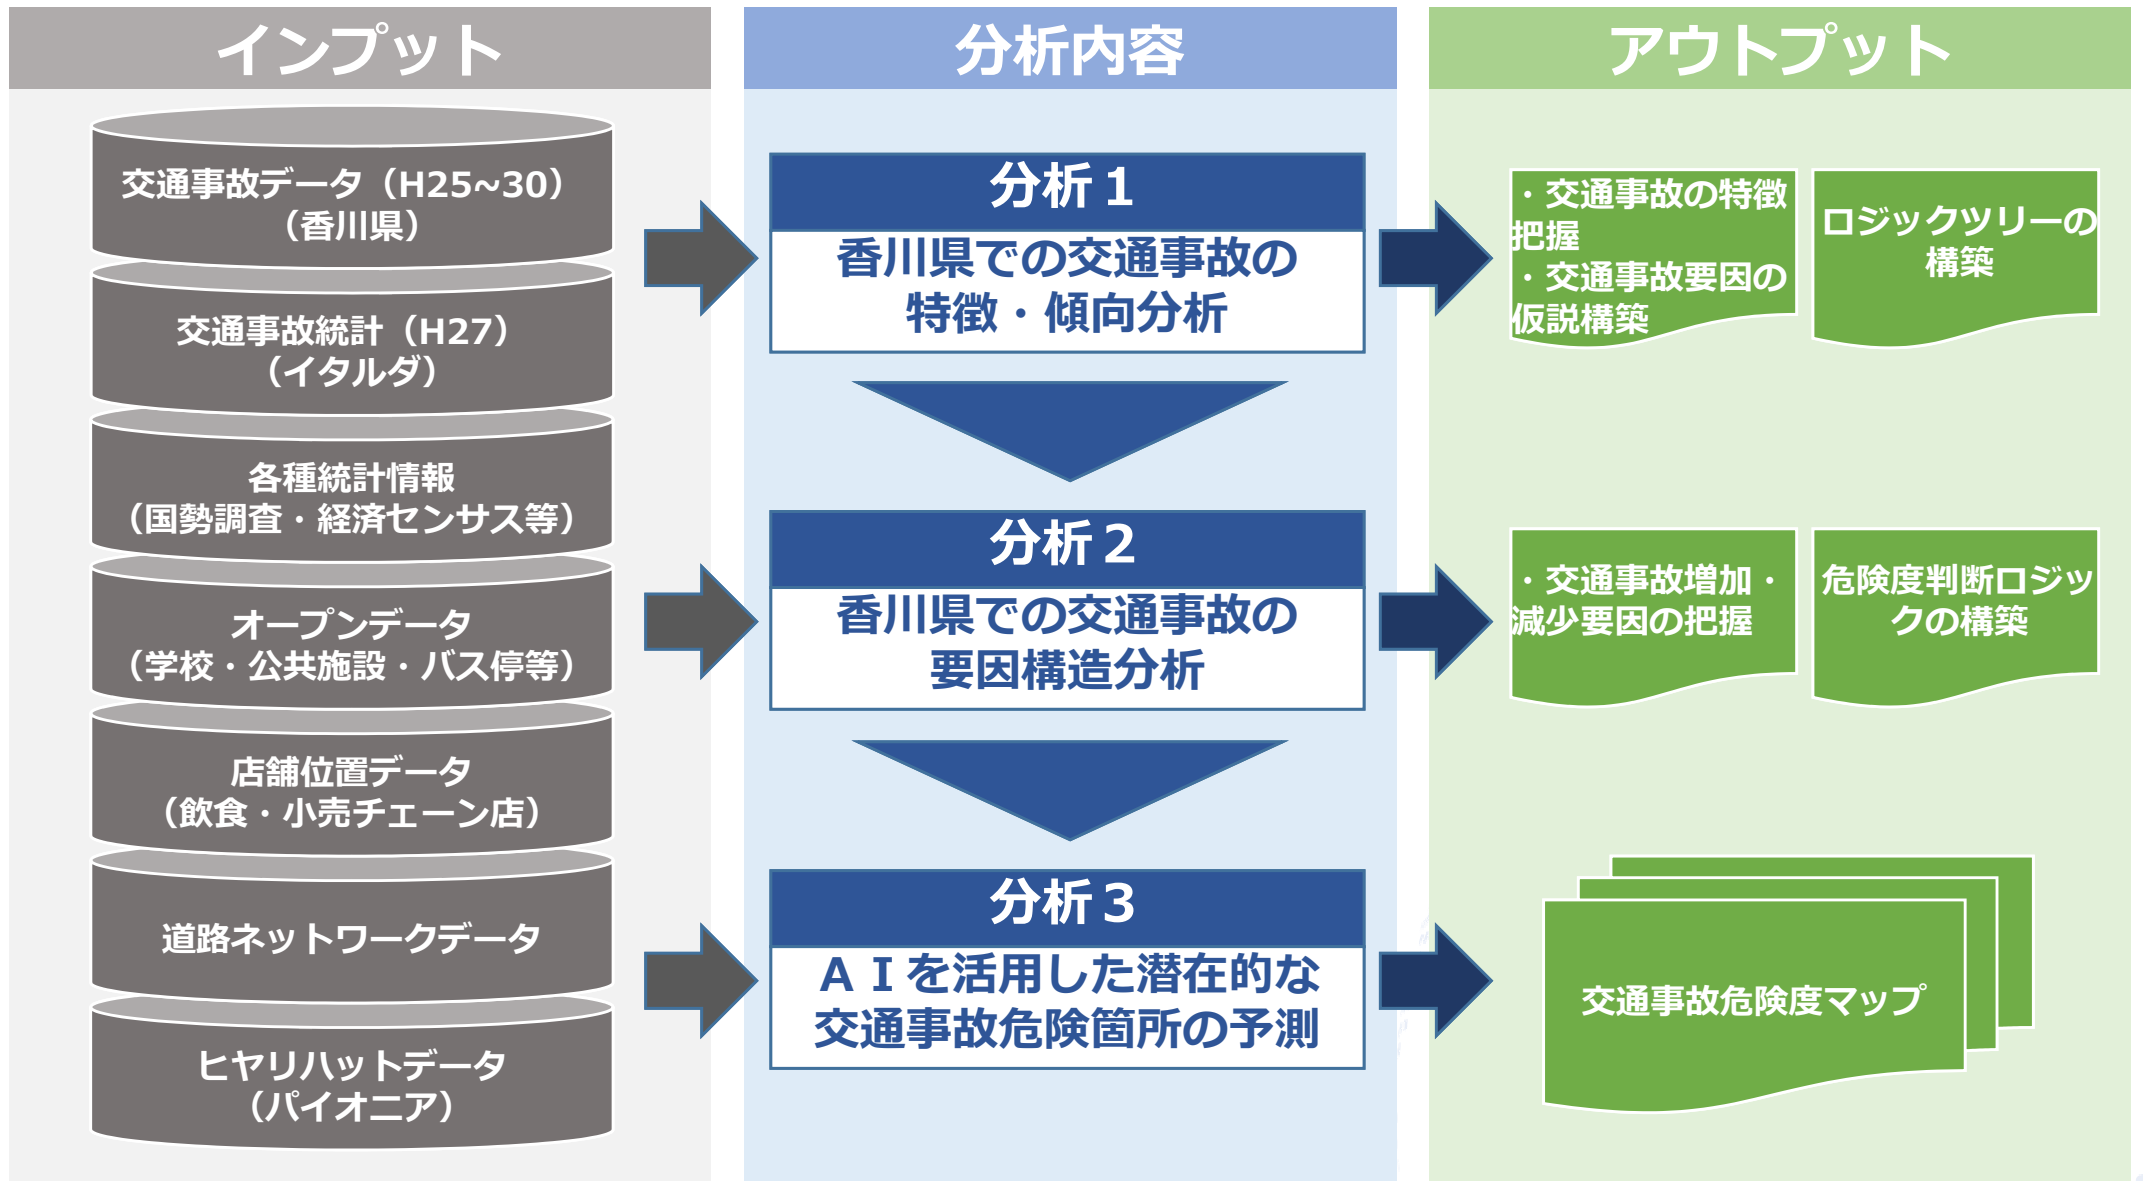 インプット
交通事故データ（H25~30）
（香川県）
交通事故統計（H27）
（イタルダ）
各種統計情報
（国勢調査・経済センサス等）
オープンデータ
（学校・公共施設・バス停等）
店舗位置データ
（飲食・小売チェーン店）
道路ネットワークデータ
ヒヤリハットデータ
（パイオニア）
分析内容
分析１
香川県での交通事故の
特徴・傾向分析
分析２
香川県での交通事故の
要因構造分析
分析３
ＡＩを活用した潜在的な
交通事故危険箇所の予測
アウトプット
・交通事故の特徴
把握
・交通事故要因の
仮説構築
ロジックツリーの
構築
・交通事故増加・
減少要因の把握
危険度判断ロジッ
クの構築
交通事故危険度マップ